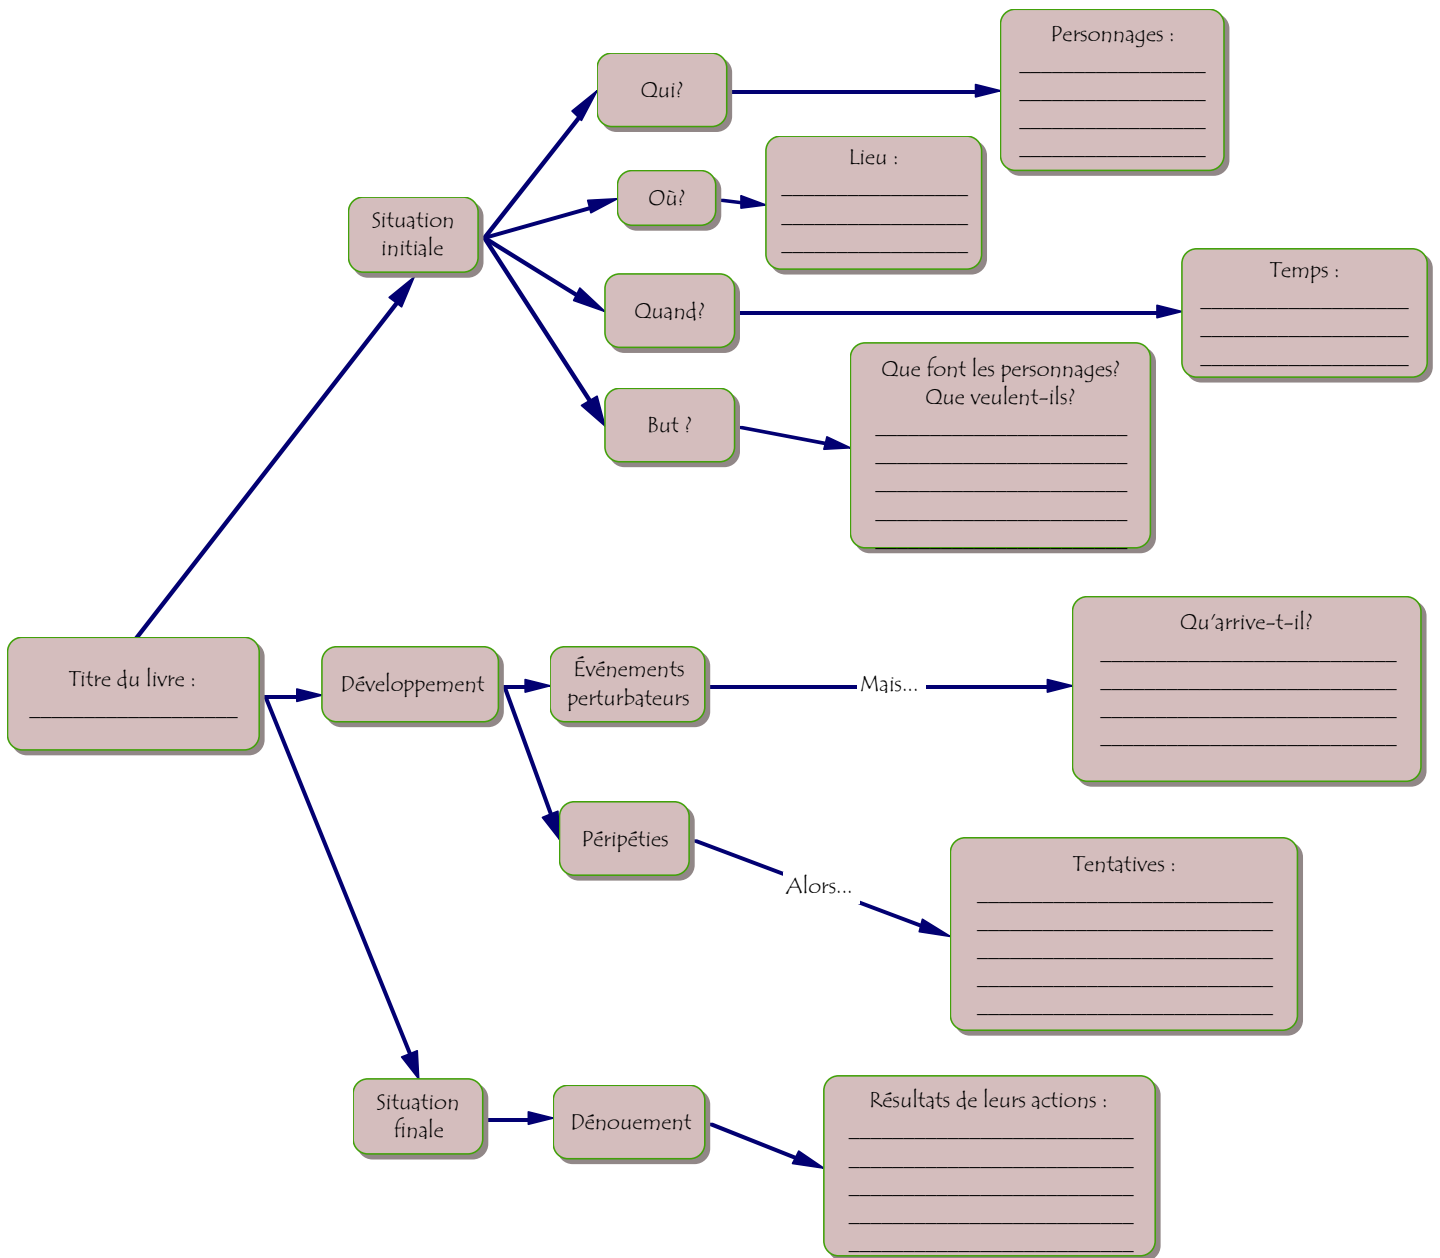 Personnages :
Qui?
Lieu :
Où?
Situation
initiale
Temps :
Quand?
Que font les personnages?
Que veulent-ils?
But ?
Qu'arrive-t-il?
Titre du livre :
Développement
Événements
perturbateurs
Mais...
Péripéties
Alors...
Tentatives :
Situation
finale
Dénouement
Résultats de leurs actions :